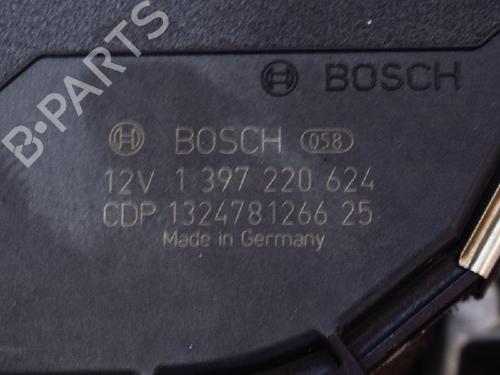 B-PARTS
BOSCH
BOSCH 058
12V 1 397 220 624
CDP 1324781266 25
Made in Germany